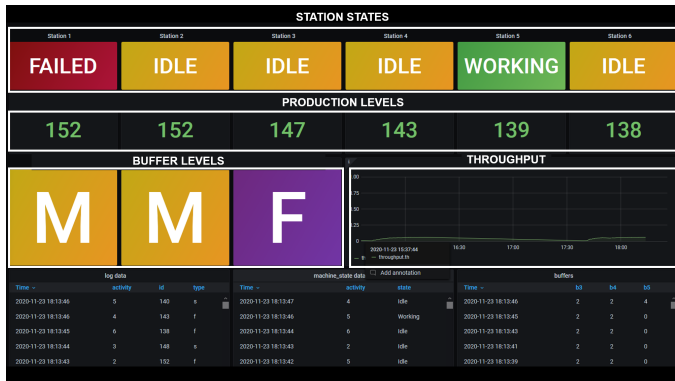 STATION STATES
Station 1 Station 2 Station 3 Station 4 Station 5 Station 6
FAILED IDLE IDLE IDLE WORKING IDLE
PRODUCTION LEVELS
152 152 147 143 139 138
BUFFER LEVELS THROUGHPUT
M M F
.00
.75
.50
.25
0
2020-11-23 15:37:44 16:30 17:00 17:30 18:00
throughput.th
Add annotation
log data machine_state data buffers
Time activity id type Time activity state Time b3 b4 b5
2020-11-23 18:13:46 5 140 s 2020-11-23 18:13:47 4 Idle 2020-11-23 18:13:46 2 2 4
2020-11-23 18:13:46 4 143 f 2020-11-23 18:13:46 5 Working 2020-11-23 18:13:45 2 2 0
2020-11-23 18:13:45 6 138 f 2020-11-23 18:13:44 6 Idle 2020-11-23 18:13:43 2 2 0
2020-11-23 18:13:44 3 148 s 2020-11-23 18:13:43 2 Idle 2020-11-23 18:13:41 2 2 0
2020-11-23 18:13:43 2 152 f 2020-11-23 18:13:42 5 Idle 2020-11-23 18:13:39 2 2 0